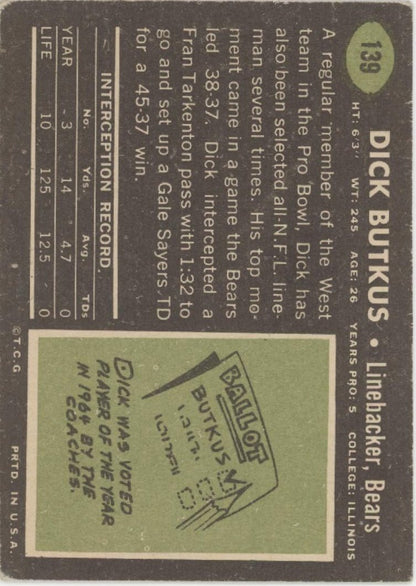 139
DICK BUTKUS • Linebacker, Bears
HT: 6'3" WT: 245 AGE: 26 YEARS PRO: 5 COLLEGE: ILLINOIS
A regular member of the West
team in the Pro Bowl, Dick has
also been selected all-N.F.L. line-
man several times. His top mo-
ment came in a game the Bears
led 38-37. Dick intercepted a
Fran Tarkenton pass with 1:32 to
go and set up a Gale Sayers TD
for a 45-37 win.
INTERCEPTION RECORD
No. Yds. Avg. TDs
YEAR 3 14 4.7 0
LIFE 10 125 12.5 0
BALLOT
BUTKUS
DICK WAS VOTED
PLAYER OF THE YEAR
IN 1964 BY THE
COACHES.
©T.C.G. PRTD. IN U.S.A.